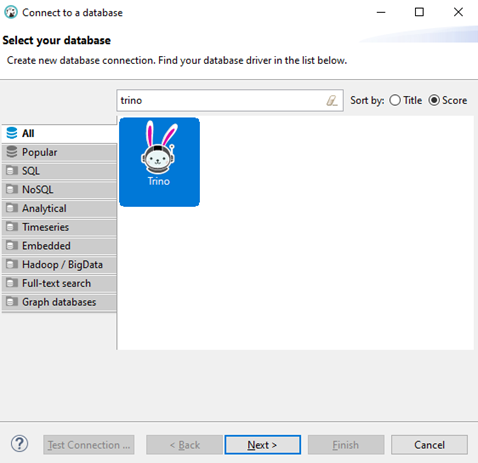 Connect to a database
Select your database
Create new database connection. Find your database driver in the list below.
trino
Sort by: Title Score
All
Popular
SQL
NoSQL
Analytical
Timeseries
Embedded
Hadoop / BigData
Full-text search
Graph databases
Trino
? Test Connection ... < Back Next > Finish Cancel